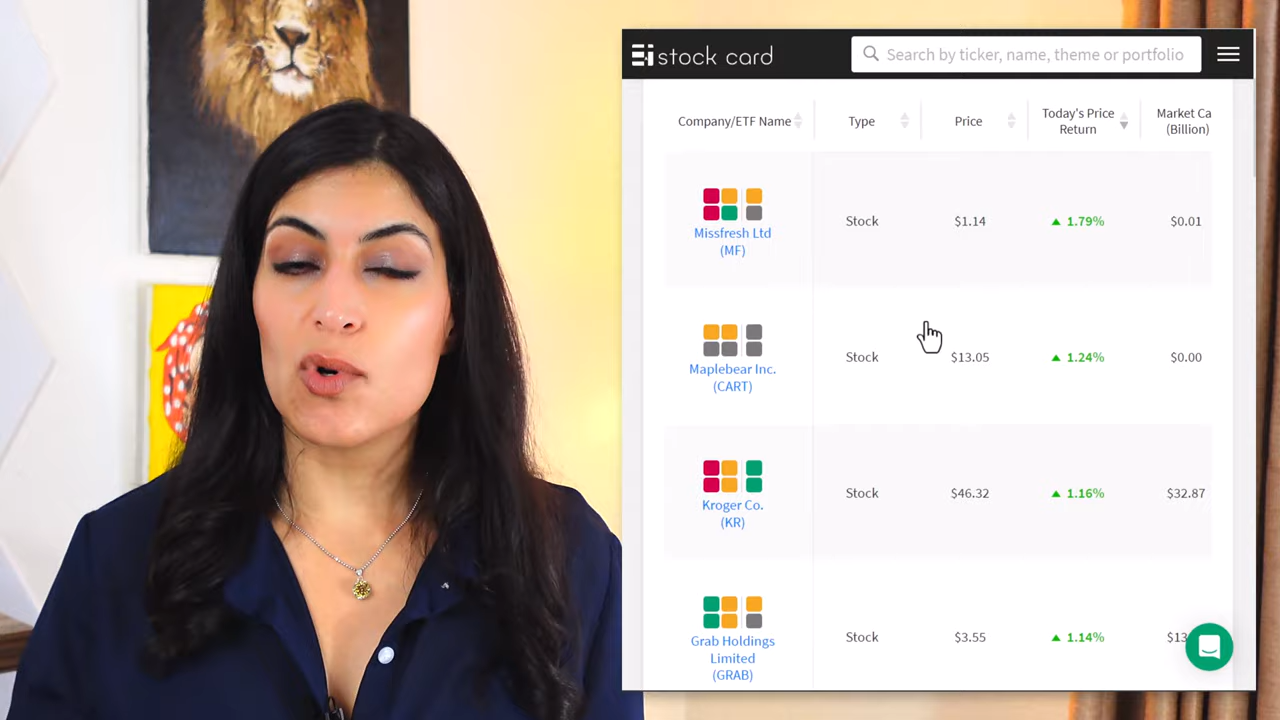 stock card
Search by ticker, name, theme or portfolio
Company/ETF Name
Type
Price
Today's Price
Return
Market Ca
(Billion)
Missfresh Ltd
(MF)
Stock
$1.14
1.79%
$0.01
Maplebear Inc.
(CART)
Stock
$13.05
1.24%
$0.00
Kroger Co.
(KR)
Stock
$46.32
1.16%
$32.87
Grab Holdings
Limited
(GRAB)
Stock
$3.55
1.14%
$13